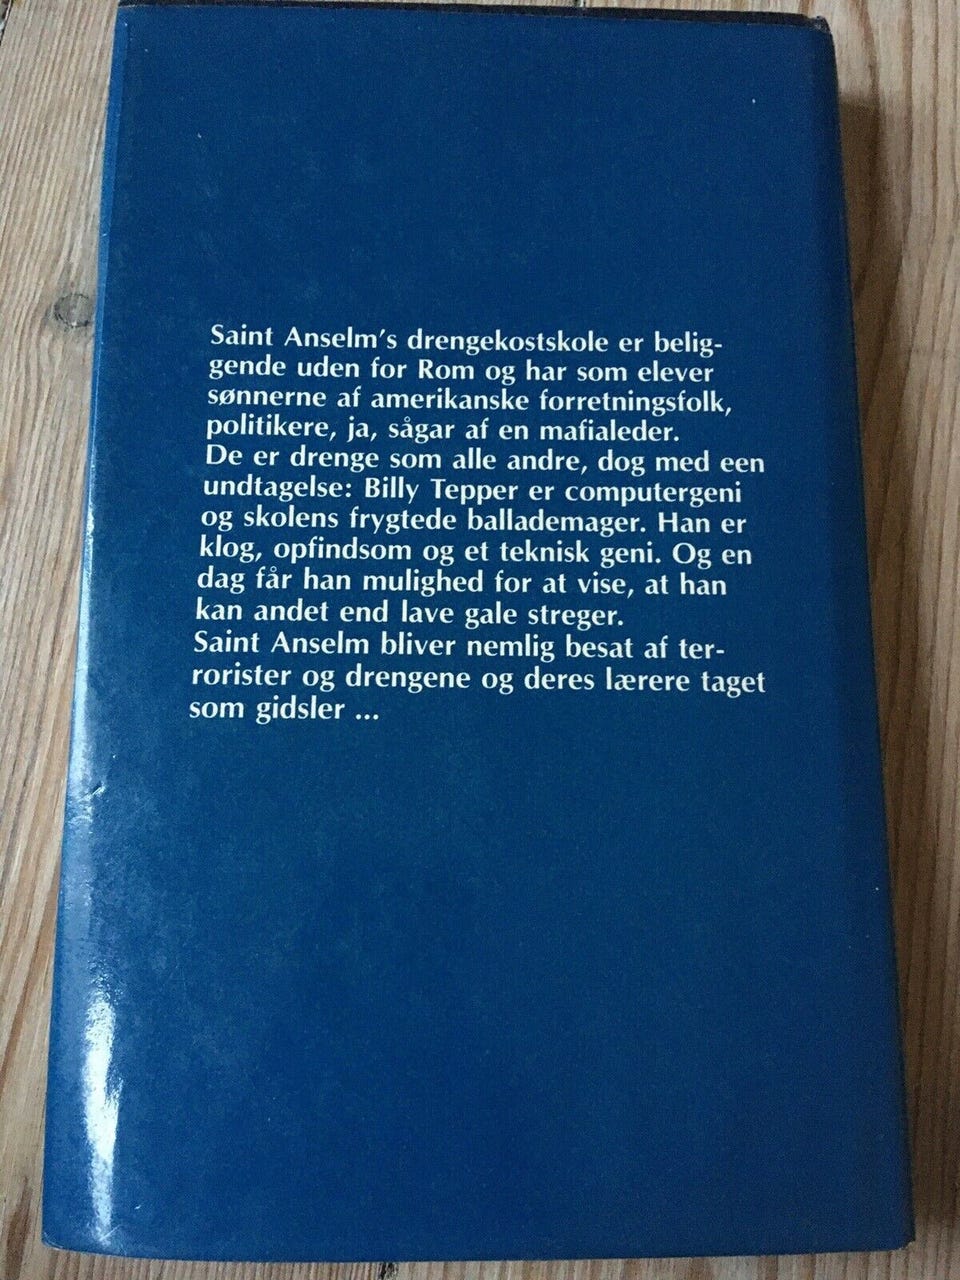 Saint Anselm's drengekostskole er belig-
gende uden for Rom og har som elever
sønnerne af amerikanske forretningsfolk,
politikere, ja, sågar af en mafialeder.
De er drenge som alle andre, dog med een
undtagelse: Billy Tepper er computergeni
og skolens frygtede ballademager. Han er
klog, opfindsom og et teknisk geni. Og en
dag får han mulighed for at vise, at han
kan andet end lave gale streger.
Saint Anselm bliver nemlig besat af ter-
rorister og drengene og deres lærere taget
som gidsler ...